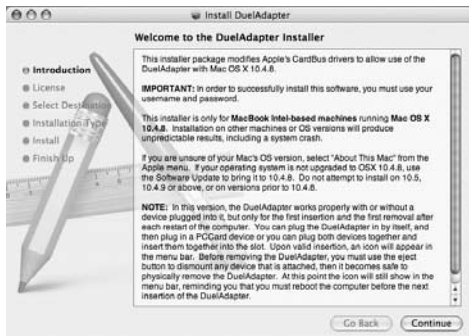 Install DuelAdapter
Welcome to the DuelAdapter Installer
Introduction
License
Select Destination
Installation Type
Install
Finish Up
This installer package modifies Apple's CardBus drivers to allow use of the
DuelAdapter with Mac OS X 10.4.8.
IMPORTANT: In order to successfully install this software, you must use your
username and password.
This installer is only for MacBook Intel-based machines running Mac OS X
10.4.8. Installation on other machines or OS versions will produce
unpredictable results, including a system crash.
If you are unsure of your Mac's OS version, select "About This Mac" from the
Apple menu. If your operating system is not upgraded to OSX 10.4.8, use
the Software Update to bring it to 10.4.8. Do not attempt to install on 10.5,
10.4.9 or above, or on versions prior to 10.4.8.
NOTE: In this version, the DuelAdapter works properly with or without a
device plugged into it, but only for the first insertion and the first removal after
each restart of the computer. You can plug the DuelAdapter in by itself, and
then plug in a PCCard device or you can plug both devices together and
insert them together into the slot. Upon valid insertion, an icon will appear in
the menu bar. Before removing the DuelAdapter, you must use the eject
button to dismount any device that is attached, then it becomes safe to
physically remove the DuelAdapter. At this point the icon will still show in the
menu bar, reminding you that you must reboot the computer before the next
insertion of the DuelAdapter.
Go Back
Continue